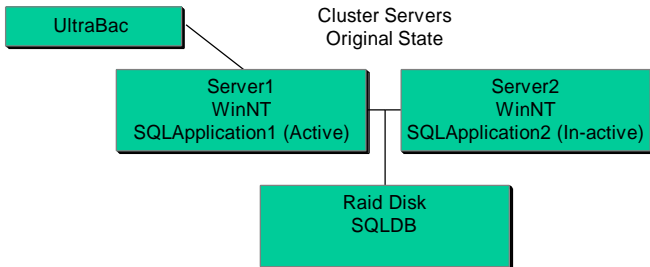 UltraBac
Cluster Servers
Original State
Server1
WinNT
SQLApplication1 (Active)
Server2
WinNT
SQLApplication2 (In-active)
Raid Disk
SQLDB